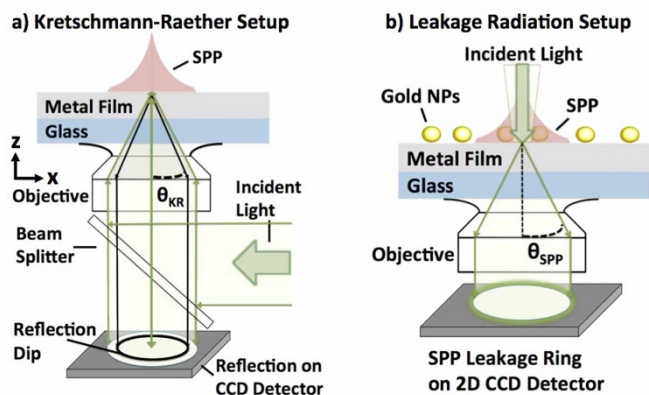 a) Kretschmann-Raether Setup
SPP
Metal Film
Glass
z
x
Objective
θKR
Incident
Light
Beam
Splitter
Reflection
Dip
Reflection on
CCD Detector
b) Leakage Radiation Setup
Incident Light
Gold NPs
SPP
Metal Film
Glass
Objective
θSPP
SPP Leakage Ring
on 2D CCD Detector